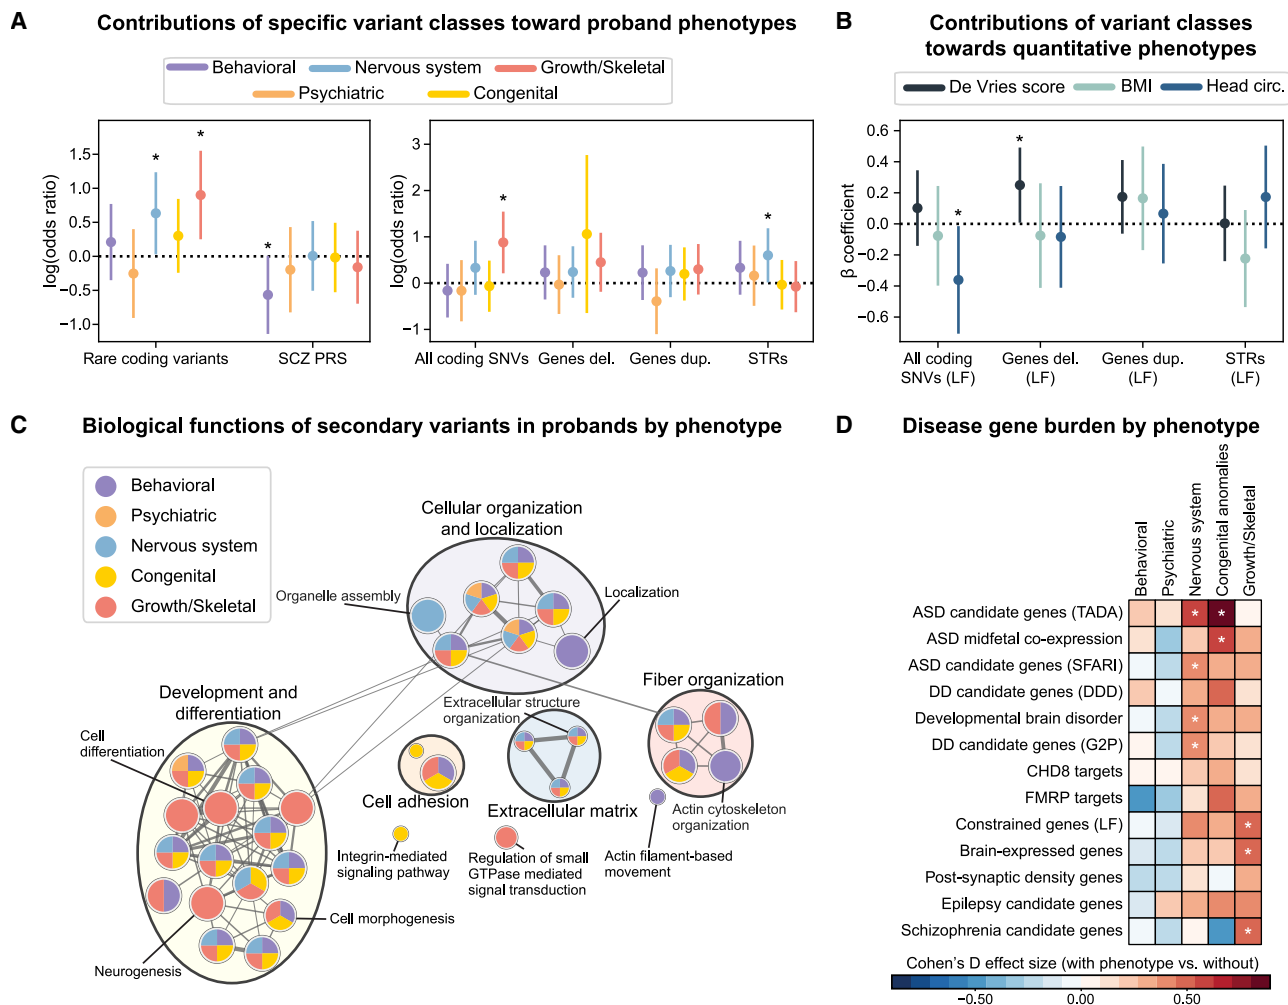 A Contributions of specific variant classes toward proband phenotypes
Behavioral Nervous system Growth/Skeletal
Psychiatric Congenital
log(odds ratio)
1.5
1.0
0.5
0.0
−0.5
−1.0
* * *
Rare coding variants SCZ PRS
log(odds ratio)
3
2
1
0
−1
* *
All coding SNVs Genes del. Genes dup. STRs
B Contributions of variant classes
towards quantitative phenotypes
De Vries score BMI Head circ.
β coefficient
0.6
0.4
0.2
0.0
−0.2
−0.4
−0.6
* *
All coding
SNVs (LF)
Genes del.
(LF)
Genes dup.
(LF)
STRs
(LF)
C Biological functions of secondary variants in probands by phenotype
Behavioral
Psychiatric
Nervous system
Congenital
Growth/Skeletal
Cellular organization
and localization
Organelle assembly
Localization
Development and
differentiation
Cell
differentiation
Extracellular structure
organization
Fiber organization
Cell adhesion
Extracellular matrix
Actin cytoskeleton
organization
Integrin-mediated
signaling pathway
Regulation of small
GTPase mediated
signal transduction
Actin filament-based
movement
Cell morphogenesis
Neurogenesis
D Disease gene burden by phenotype
Behavioral
Psychiatric
Nervous system
Congenital anomalies
Growth/Skeletal
ASD candidate genes (TADA) * *
ASD midfetal co-expression *
ASD candidate genes (SFARI) *
DD candidate genes (DDD)
Developmental brain disorder *
DD candidate genes (G2P) *
CHD8 targets
FMRP targets
Constrained genes (LF) *
Brain-expressed genes *
Post-synaptic density genes
Epilepsy candidate genes
Schizophrenia candidate genes *
Cohen's D effect size (with phenotype vs. without)
−0.50 0.00 0.50